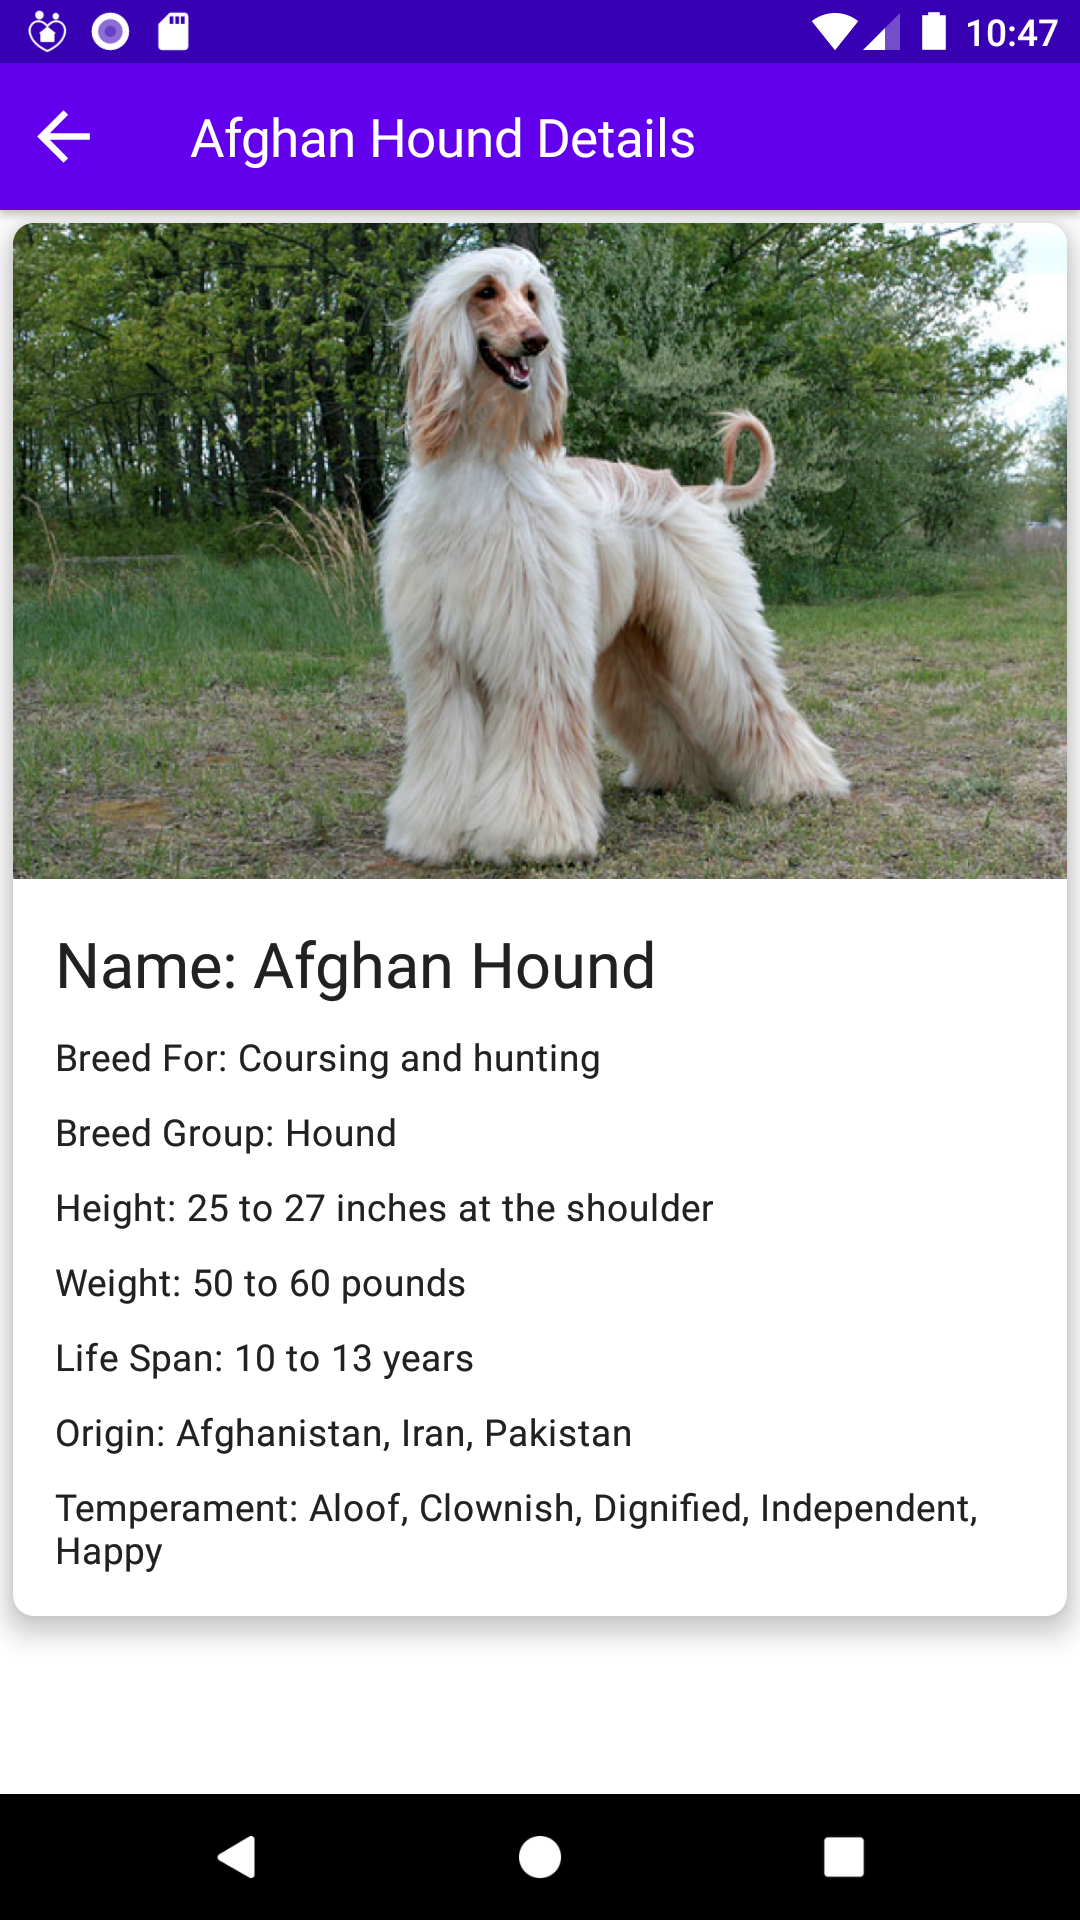 10:47
Afghan Hound Details
Name: Afghan Hound
Breed For: Coursing and hunting
Breed Group: Hound
Height: 25 to 27 inches at the shoulder
Weight: 50 to 60 pounds
Life Span: 10 to 13 years
Origin: Afghanistan, Iran, Pakistan
Temperament: Aloof, Clownish, Dignified, Independent,
Happy